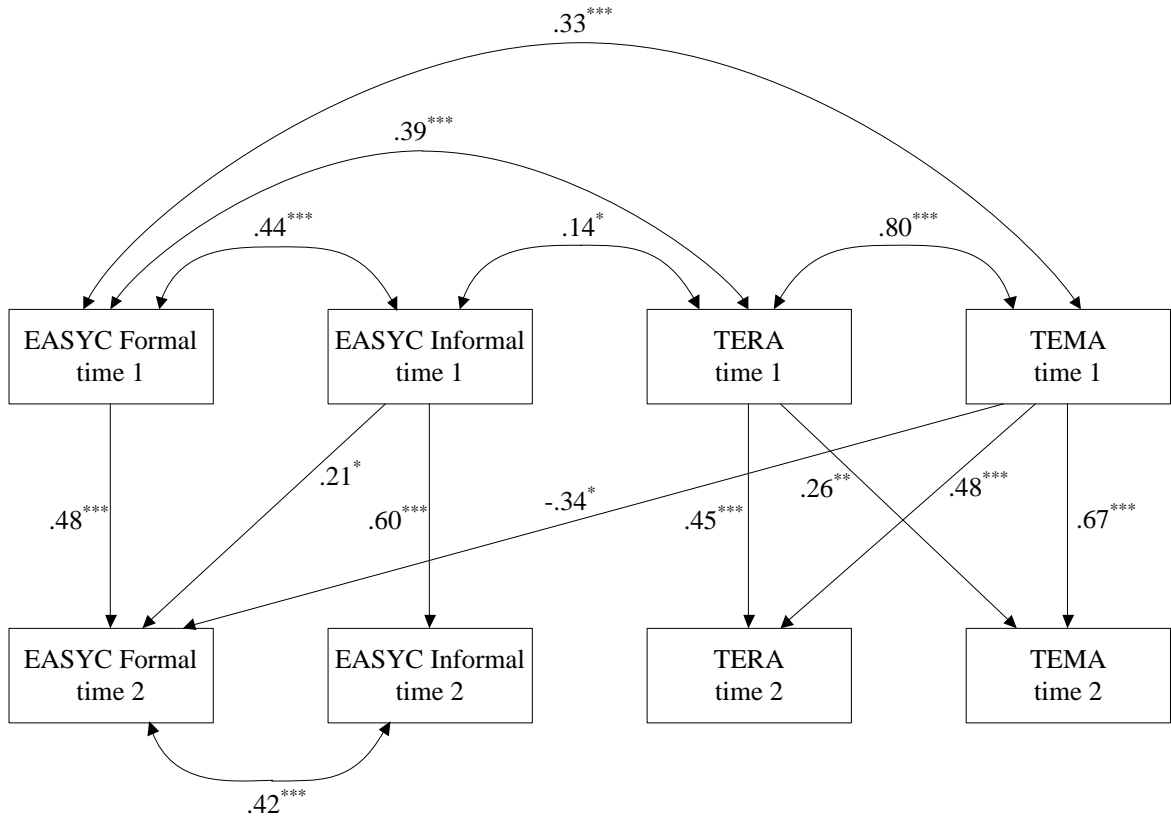 .33***
.39***
.44***
.14*
.80***
EASYC Formal
time 1
EASYC Informal
time 1
TERA
time 1
TEMA
time 1
.48***
.21*
.60***
-.34*
.45***
.26**
.48***
.67***
EASYC Formal
time 2
EASYC Informal
time 2
TERA
time 2
TEMA
time 2
.42***